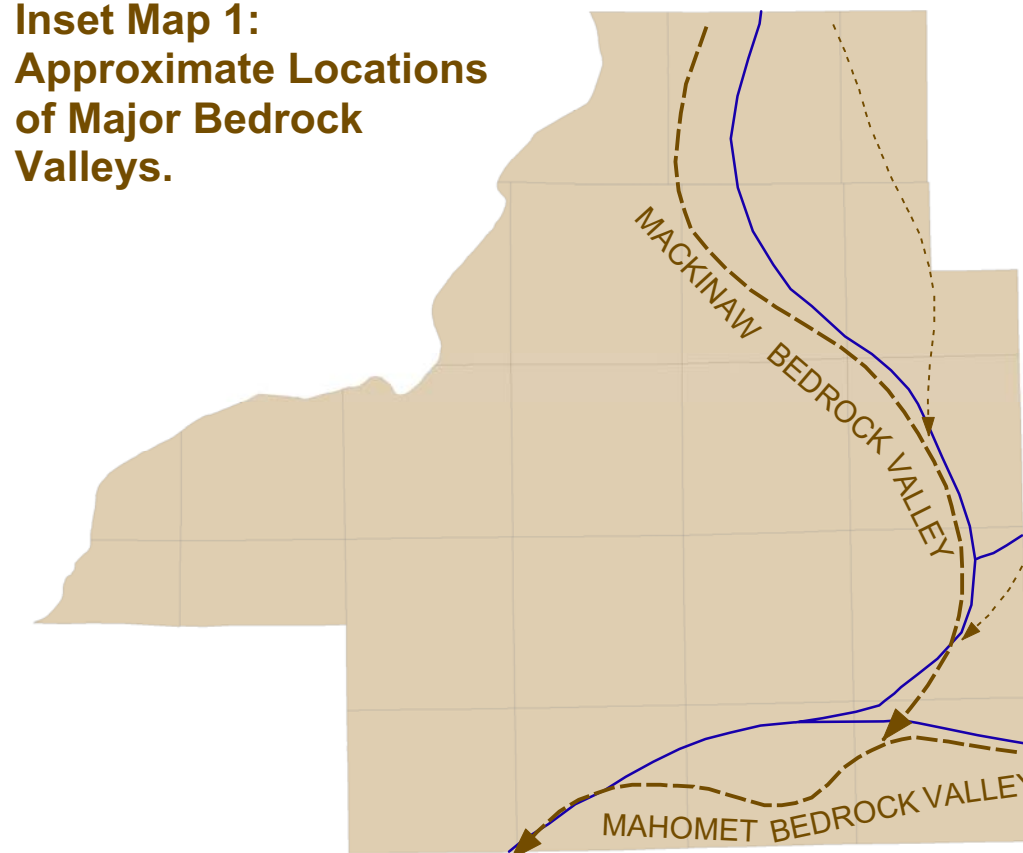 Inset Map 1:
Approximate Locations
of Major Bedrock
Valleys.
MACKINAW BEDROCK VALLEY
MAHOMET BEDROCK VALLEY